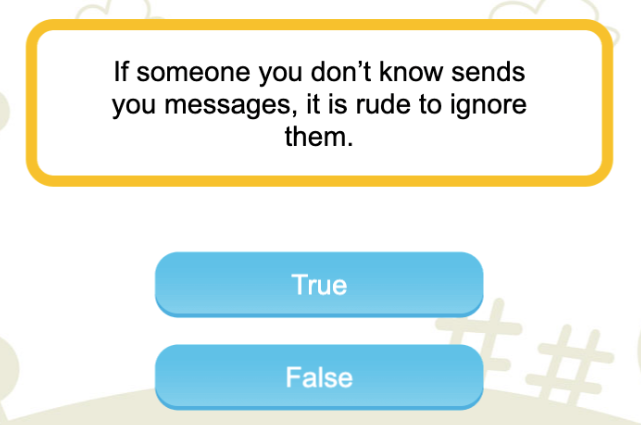 If someone you don’t know sends
you messages, it is rude to ignore
them.
True
False